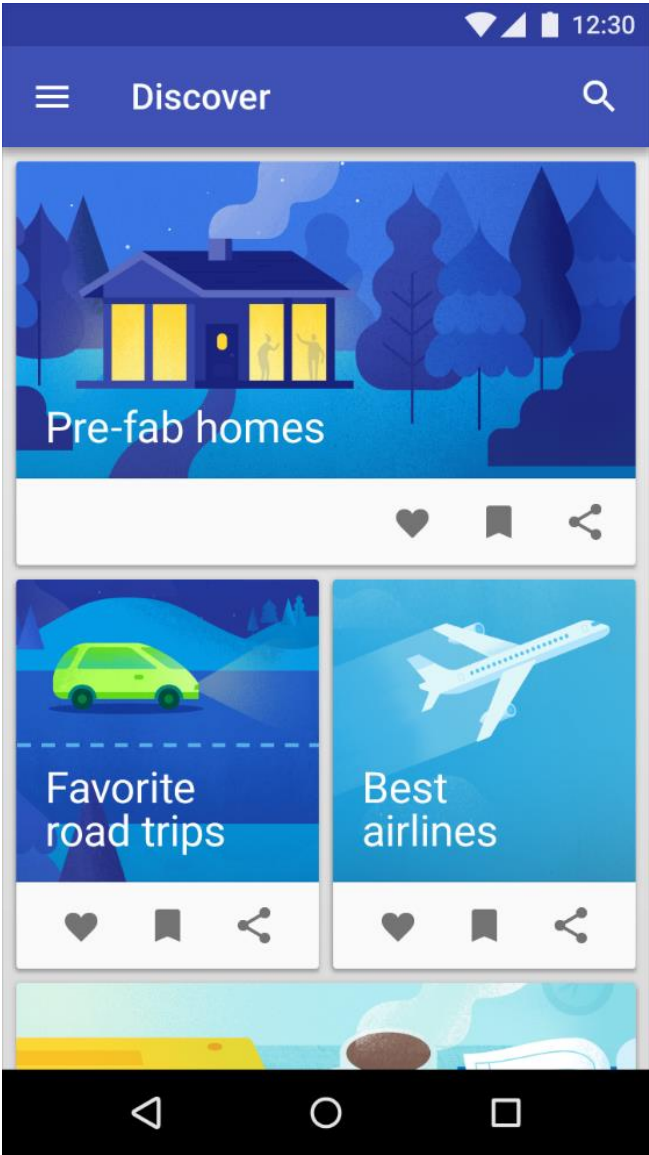 12:30
Discover
Pre-fab homes
Favorite
road trips
Best
airlines